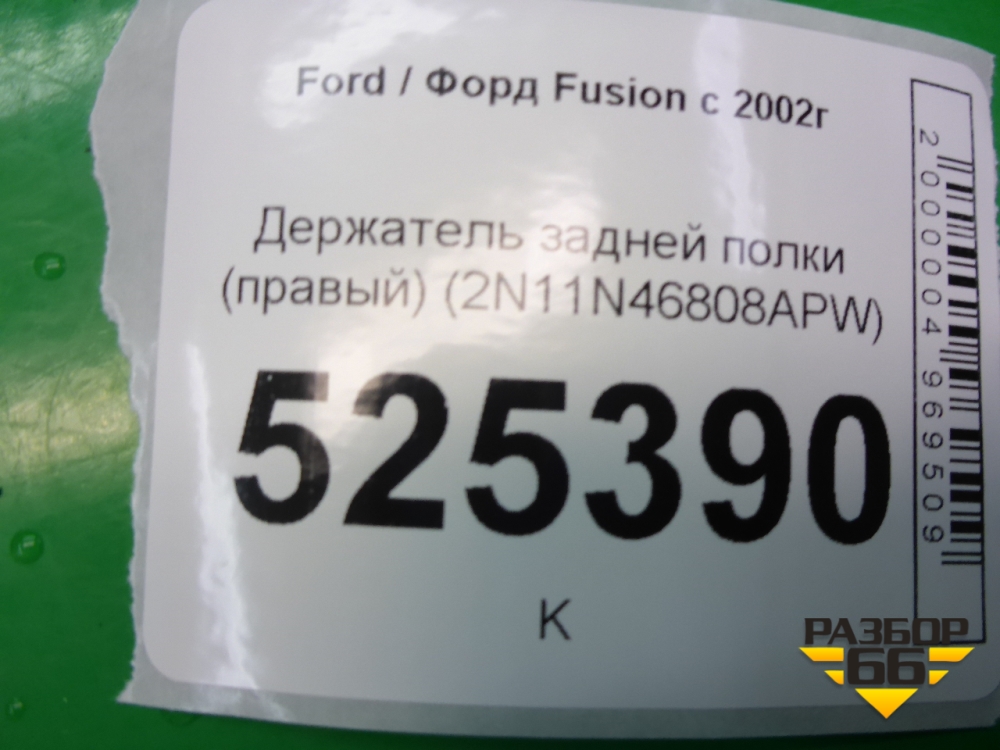 Ford / Форд Fusion с 2002г
Держатель задней полки
(правый) (2N11N46808APW)
525390
К
2000004969509
РАЗБОР
66